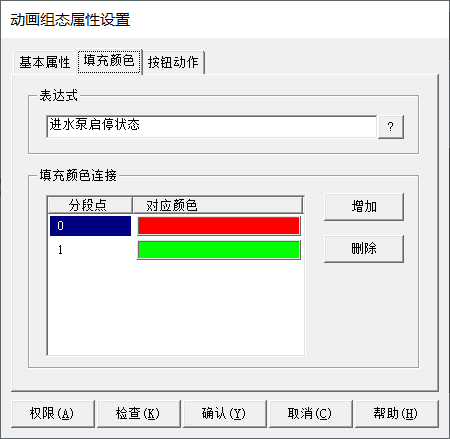 动画组态属性设置
基本属性 填充颜色 按钮动作
表达式
进水泵启停状态 ?
填充颜色连接
分段点 对应颜色 增加
0
1 删除
权限(A) 检查(K) 确认(Y) 取消(C) 帮助(H)